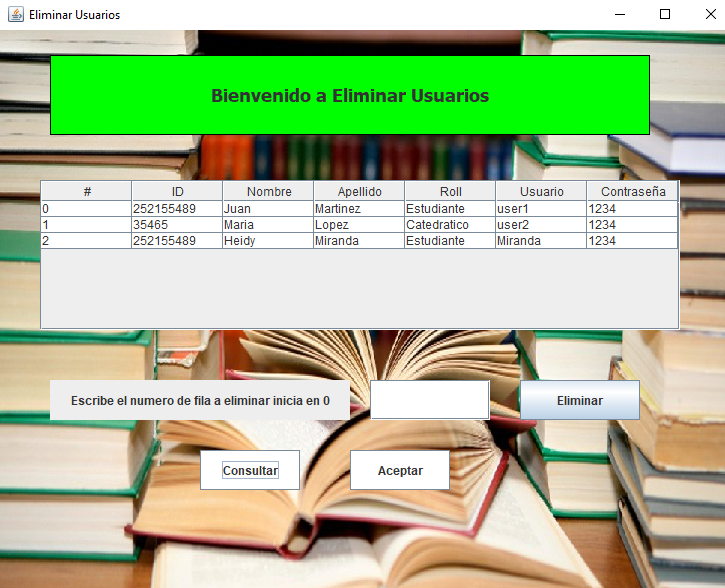 Eliminar Usuarios
Bienvenido a Eliminar Usuarios
# ID Nombre Apellido Roll Usuario Contraseña
0 252155489 Juan Martinez Estudiante user1 1234
1 35465 Maria Lopez Catedratico user2 1234
2 252155489 Heidy Miranda Estudiante Miranda 1234
Escribe el numero de fila a eliminar inicia en 0 Eliminar
Consultar Aceptar